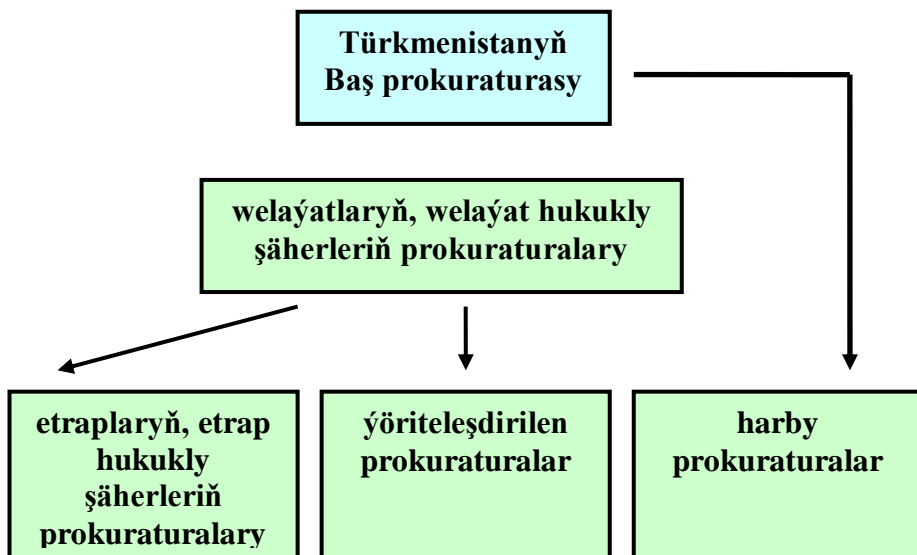 Türkmenistanyň
Baş prokuraturasy
welaýatlaryň, welaýat hukukly
şäherleriň prokuraturalary
etraplaryň, etrap
hukukly
şäherleriň
prokuraturalary
ýöriteleşdirilen
prokuraturalar
harby
prokuraturalar